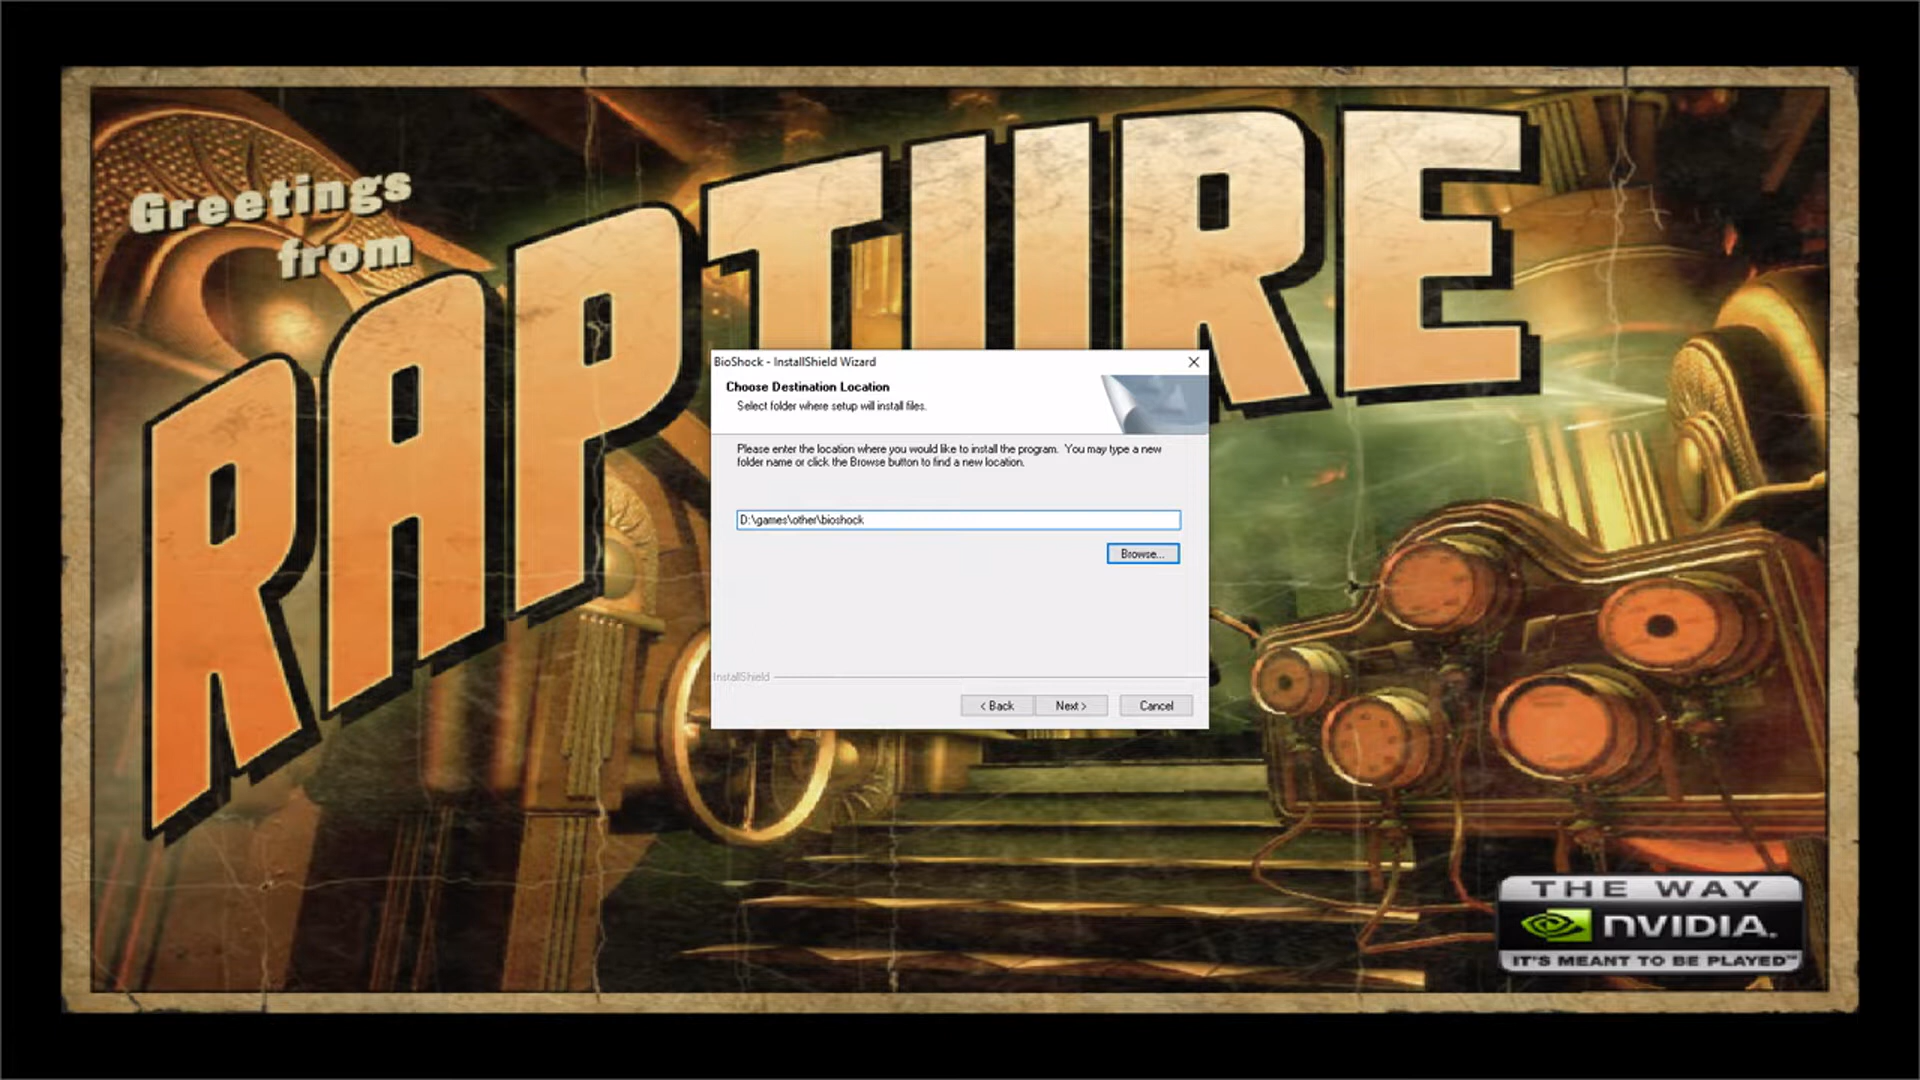 Greetings
from
RAPTURE
BioShock - InstallShield Wizard
Choose Destination Location
Select folder where setup will install files.
Please enter the location where you would like to install the program. You may type a new
folder name or click the Browse button to find a new location.
D:\games\other\bioshock
Browse...
InstallShield
< Back
Next >
Cancel
THE WAY
NVIDIA.
IT'S MEANT TO BE PLAYED™